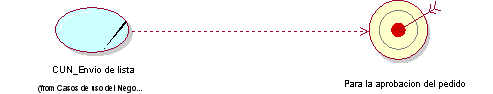 CUN_Envio de lista
(from Casos de uso del Nego...
Para la aprobacion del pedido